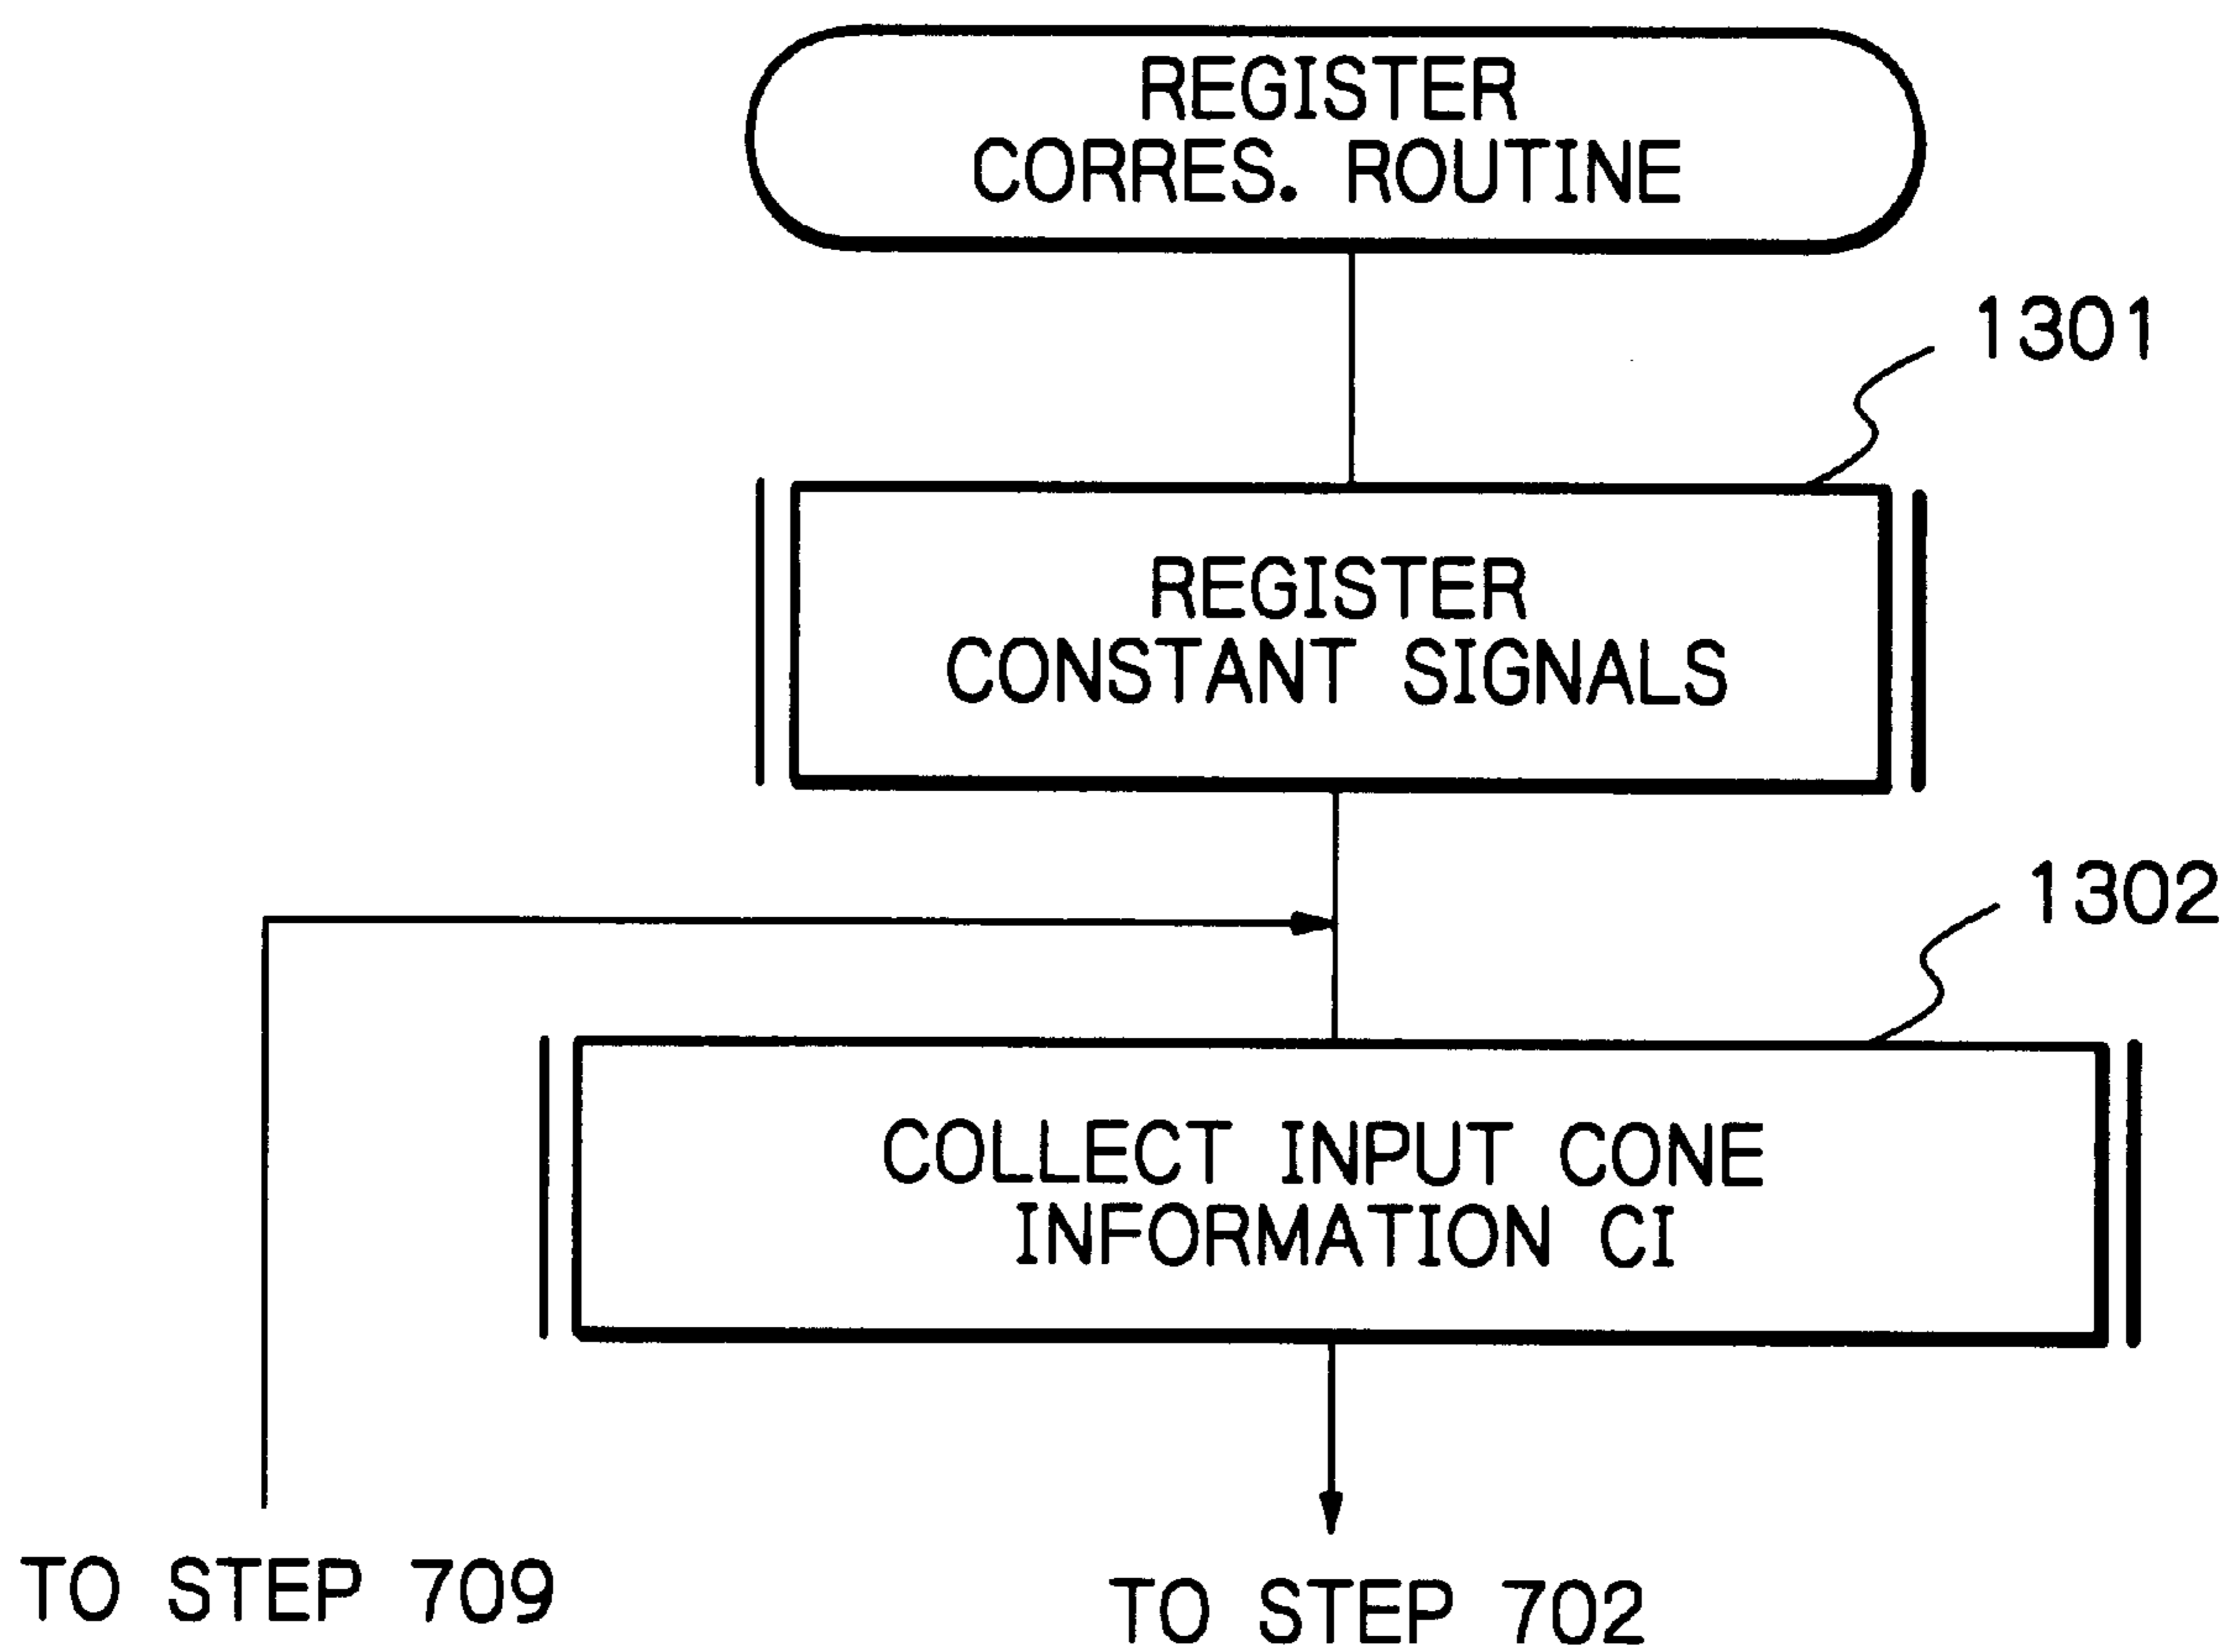 REGISTER
CORRES. ROUTINE
1301
REGISTER
CONSTANT SIGNALS
1302
COLLECT INPUT CONE
INFORMATION CI
TO STEP 709
TO STEP 702